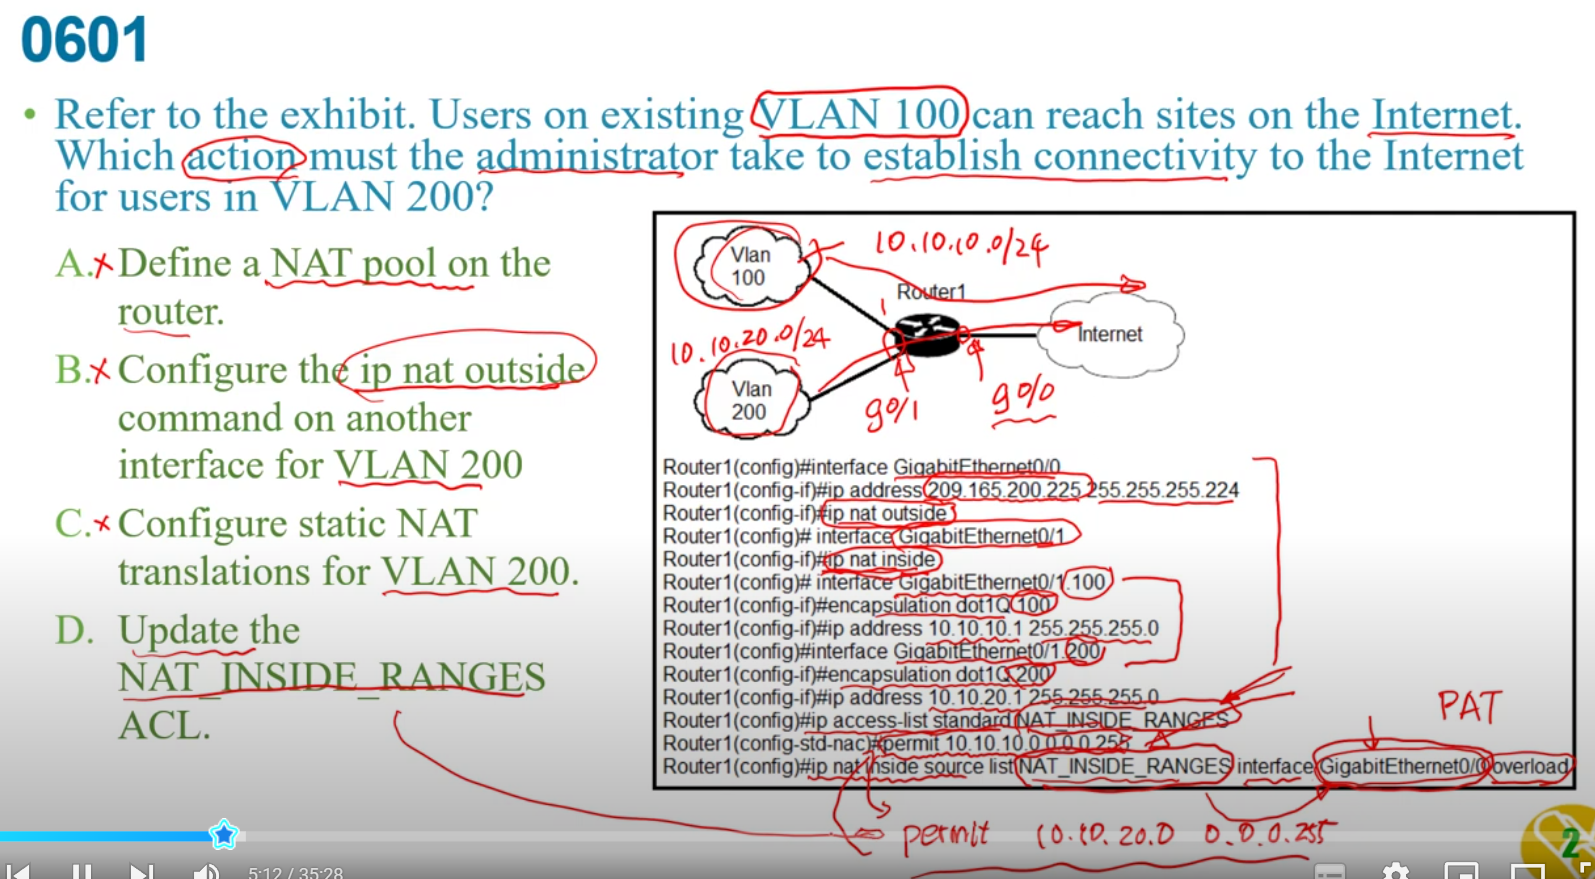 0601
• Refer to the exhibit. Users on existing VLAN 100 can reach sites on the Internet.
Which action must the administrator take to establish connectivity to the Internet
for users in VLAN 200?
A. Define a NAT pool on the
router.
B. Configure the ip nat outside
command on another
interface for VLAN 200
C. Configure static NAT
translations for VLAN 200.
D. Update the
NAT_INSIDE_RANGES
ACL.
Vlan
100
10.10.10.0/24
Router1
Internet
10.10.20.0/24
Vlan
200
g0/1
g0/0
Router1(config)#interface GigabitEthernet0/0
Router1(config-if)#ip address 209.165.200.225 255.255.255.224
Router1(config-if)#ip nat outside
Router1(config)# interface GigabitEthernet0/1
Router1(config-if)#ip nat inside
Router1(config)# interface GigabitEthernet0/1.100
Router1(config-if)#encapsulation dot1Q 100
Router1(config-if)#ip address 10.10.10.1 255.255.255.0
Router1(config)#interface GigabitEthernet0/1.200
Router1(config-if)#encapsulation dot1Q 200
Router1(config-if)#ip address 10.10.20.1 255.255.255.0
Router1(config)#ip access-list standard NAT_INSIDE_RANGES
Router1(config-std-nac)#permit 10.10.10.0 0.0.0.255
Router1(config)#ip nat inside source list NAT_INSIDE_RANGES interface GigabitEthernet0/0 overload
PAT
permit 10.10.20.0 0.0.0.255
2
5:12 / 35:28